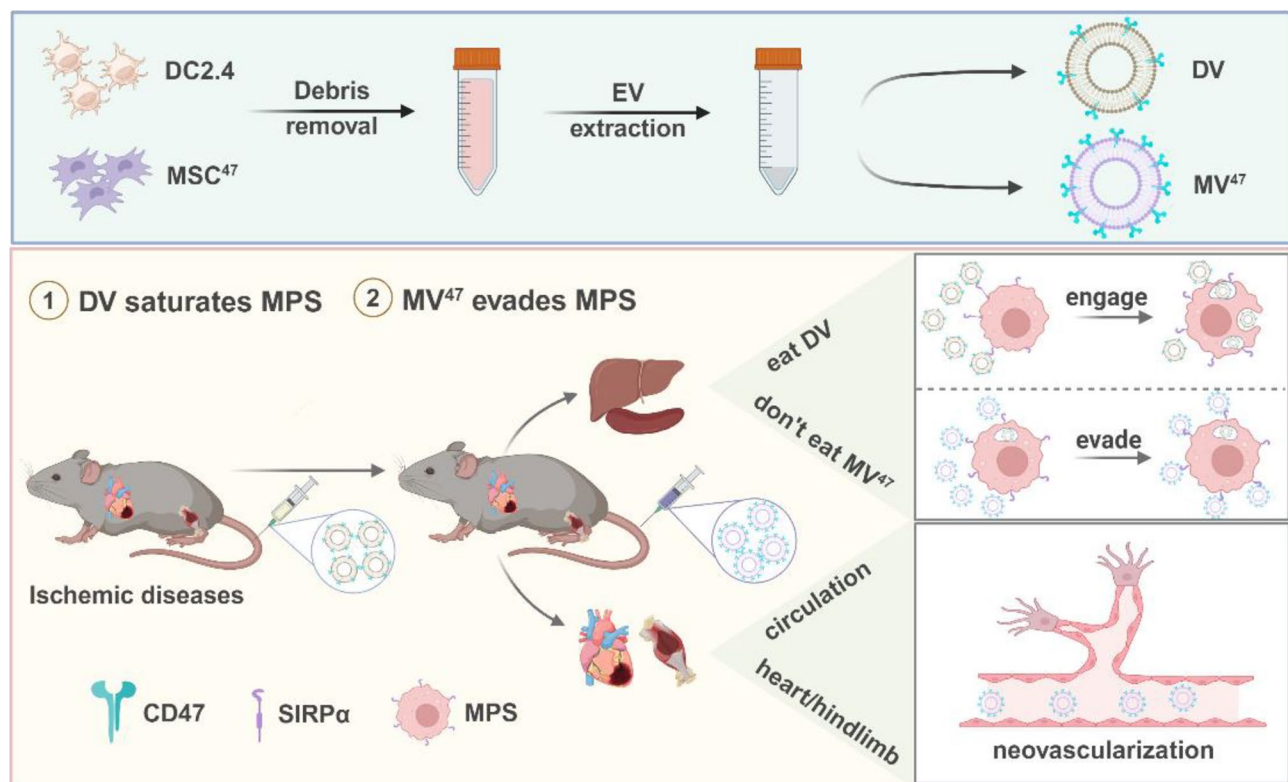 DC2.4
MSC⁴⁷
Debris
removal
EV
extraction
DV
MV⁴⁷
1 DV saturates MPS
2 MV⁴⁷ evades MPS
Ischemic diseases
eat DV
don't eat MV⁴⁷
circulation
heart/hindlimb
engage
evade
neovascularization
CD47
SIRPα
MPS